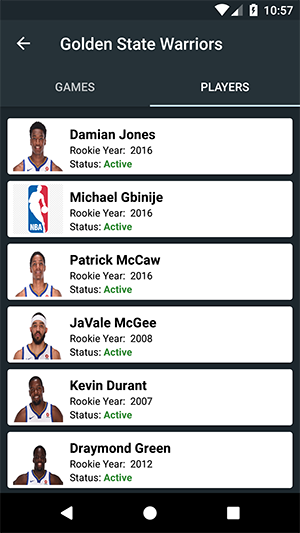 10:57
Golden State Warriors
GAMES
PLAYERS
Damian Jones
Rookie Year: 2016
Status: Active
NBA
Michael Gbinije
Rookie Year: 2016
Status: Active
Patrick McCaw
Rookie Year: 2016
Status: Active
JaVale McGee
Rookie Year: 2008
Status: Active
Kevin Durant
Rookie Year: 2007
Status: Active
Draymond Green
Rookie Year: 2012
Status: Active